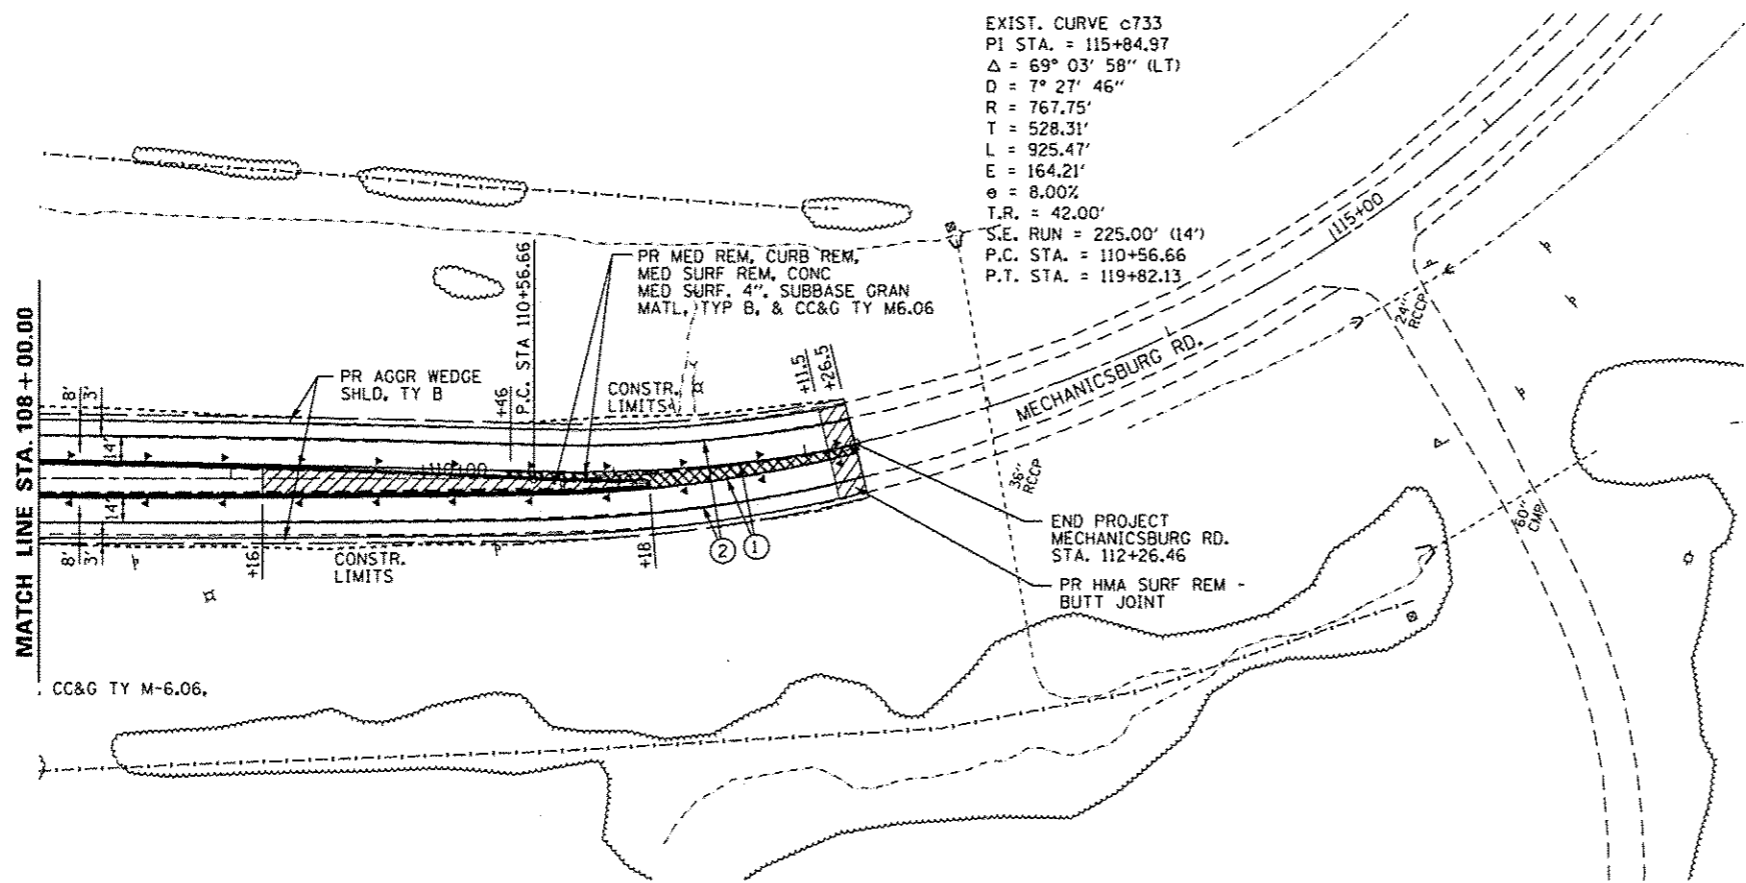 EXIST. CURVE c733
PI STA. = 115+84.97
Δ = 69° 03' 58" (LT)
D = 7° 27' 46"
R = 767.75'
T = 528.31'
L = 925.47'
E = 164.21'
e = 8.00%
T.R. = 42.00'
S.E. RUN = 225.00' (14')
P.C. STA. = 110+56.66
P.T. STA. = 119+82.13
115+00
PR MED REM, CURB REM,
MED SURF REM, CONC
MED SURF. 4", SUBBASE GRAN
MATL, TYP B, & CC&G TY M6.06
P.C. STA 110+56.66
MATCH LINE STA. 108+00.00
PR AGGR WEDGE
SHLD, TY B
CONSTR.
LIMITS
+46
+11.5
+26.5
MECHANICSBURG RD.
24"
RCCP
8'
3'
14'
110+00
36"
RCCP
60"
CMP
14'
8'
3'
+16
CONSTR.
LIMITS
+18
2
1
END PROJECT
MECHANICSBURG RD.
STA. 112+26.46
PR HMA SURF REM -
BUTT JOINT
CC&G TY M-6.06.